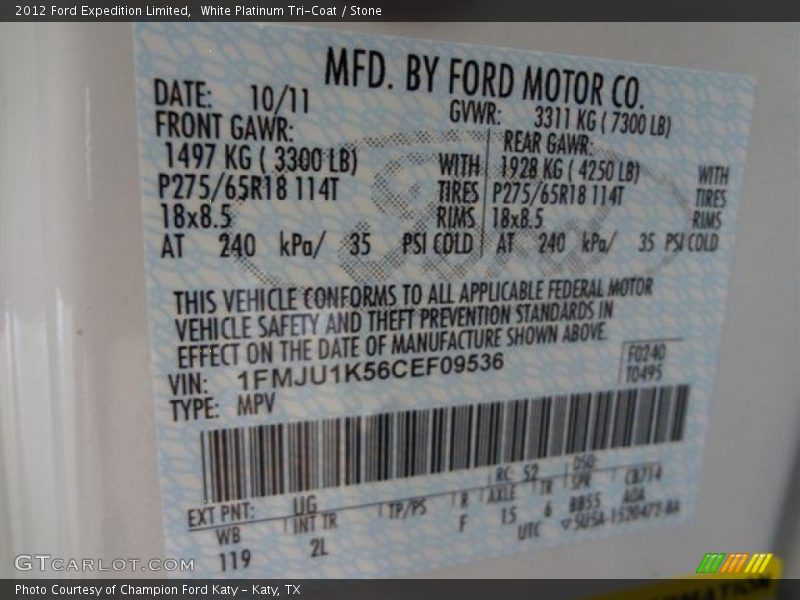 2012 Ford Expedition Limited, White Platinum Tri-Coat / Stone
MFD. BY FORD MOTOR CO.
DATE: 10/11 GVWR: 3311 KG ( 7300 LB)
FRONT GAWR: REAR GAWR:
1497 KG ( 3300 LB) WITH 1928 KG ( 4250 LB) WITH
P275/65R18 114T TIRES P275/65R18 114T TIRES
18x8.5 RIMS 18x8.5 RIMS
AT 240 kPa/ 35 PSI COLD AT 240 kPa/ 35 PSI COLD
THIS VEHICLE CONFORMS TO ALL APPLICABLE FEDERAL MOTOR
VEHICLE SAFETY AND THEFT PREVENTION STANDARDS IN
EFFECT ON THE DATE OF MANUFACTURE SHOWN ABOVE.
VIN: 1FMJU1K56CEF09536 F0240
TYPE: MPV T0495
EXT PNT: UG RC: 52 DSO:
WB INT TR TP/PS R AXLE TR SPR CB714
119 2L F 15 6 8855
UTC
GTCARLOT.COM
Photo Courtesy of Champion Ford Katy - Katy, TX